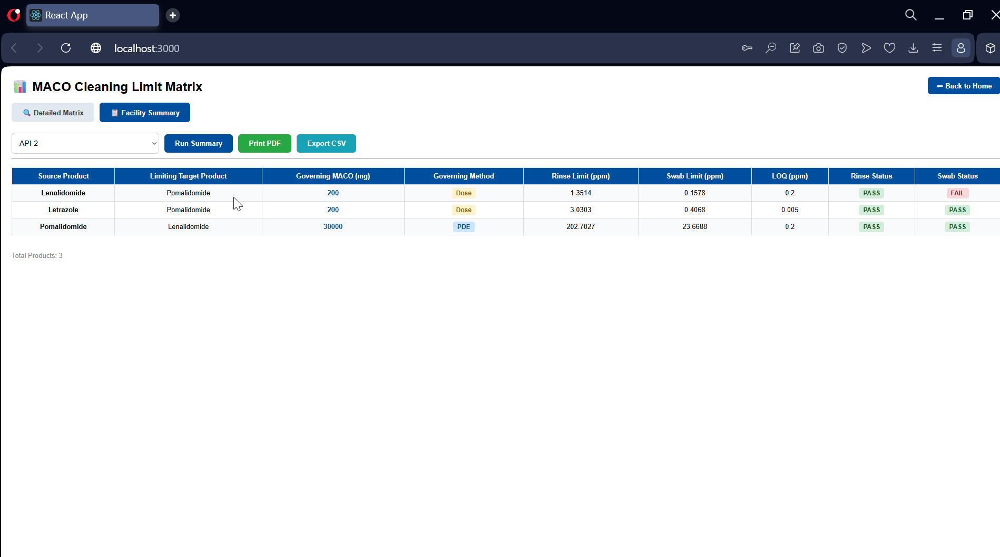 React App
localhost:3000
MACO Cleaning Limit Matrix
← Back to Home
Detailed Matrix
Facility Summary
API-2
Run Summary
Print PDF
Export CSV
Source Product Limiting Target Product Governing MACO (mg) Governing Method Rinse Limit (ppm) Swab Limit (ppm) LOQ (ppm) Rinse Status Swab Status
Lenalidomide Pomalidomide 200 Dose 1.3514 0.1578 0.2 PASS FAIL
Letrazole Pomalidomide 200 Dose 3.0303 0.4068 0.005 PASS PASS
Pomalidomide Lenalidomide 30000 PDE 202.7027 23.6688 0.2 PASS PASS
Total Products: 3